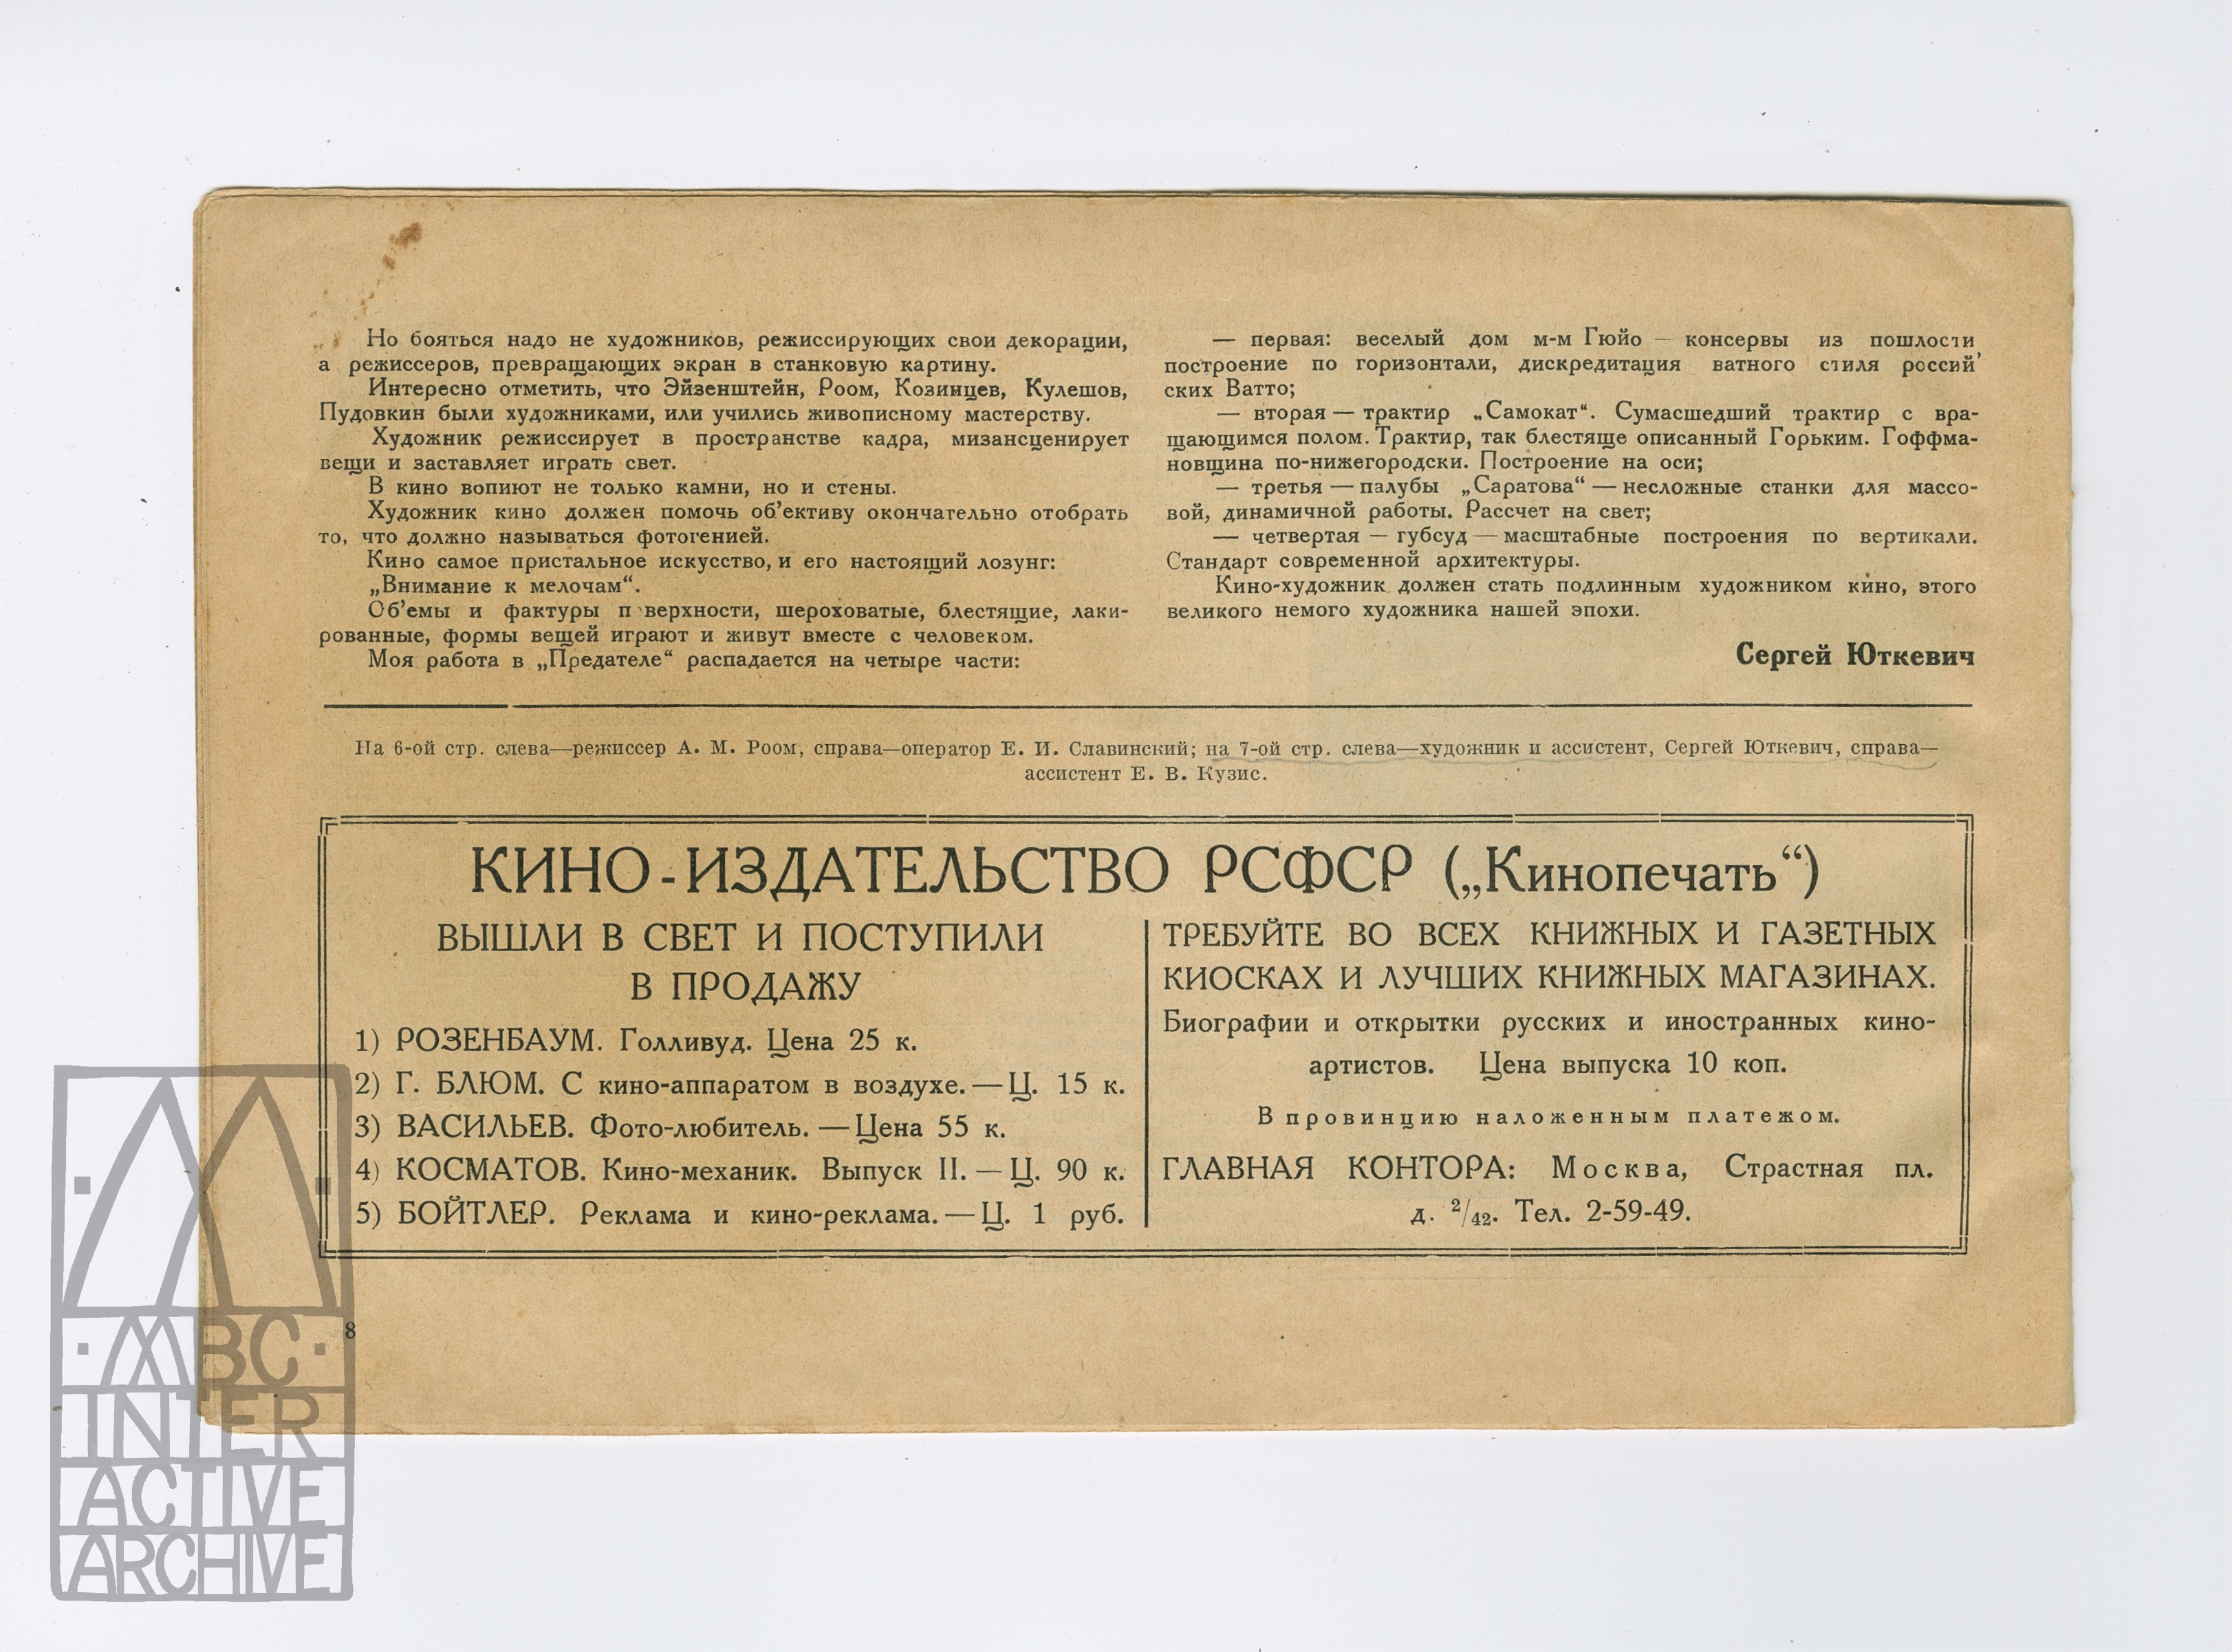 Но бояться надо не художников, режиссирующих свои декорации,
а режиссеров, превращающих экран в станковую картину.
Интересно отметить, что Эйзенштейн, Роом, Козинцев, Кулешов,
Пудовкин были художниками, или учились живописному мастерству.
Художник режиссирует в пространстве кадра, мизансценирует
вещи и заставляет играть свет.
В кино вопиют не только камни, но и стены.
Художник кино должен помочь об'ективу окончательно отобрать
то, что должно называться фотогенией.
Кино самое пристальное искусство, и его настоящий лозунг:
„Внимание к мелочам“.
Об'емы и фактуры п верхности, шероховатые, блестящие, лаки-
рованные, формы вещей играют и живут вместе с человеком.
Моя работа в „Предателе“ распадается на четыре части:
— первая: веселый дом м-м Гюйо — консервы из пошлости
построение по горизонтали, дискредитация ватного стиля россий'
ских Ватто;
— вторая — трактир „Самокат“. Сумасшедший трактир с вра-
щающимся полом. Трактир, так блестяще описанный Горьким. Гоффма-
новщина по-нижегородски. Построение на оси;
— третья — палубы „Саратова“ — несложные станки для массо-
вой, динамичной работы. Рассчет на свет;
— четвертая — губсуд — масштабные построения по вертикали.
Стандарт современной архитектуры.
Кино-художник должен стать подлинным художником кино, этого
великого немого художника нашей эпохи.
Сергей Юткевич
На 6-ой стр. слева—режиссер А. М. Роом, справа—оператор Е. И. Славинский; на 7-ой стр. слева—художник и ассистент, Сергей Юткевич, справа—
ассистент Е. В. Кузис.
КИНО-ИЗДАТЕЛЬСТВО РСФСР („Кинопечать“)
ВЫШЛИ В СВЕТ И ПОСТУПИЛИ
В ПРОДАЖУ
1) РОЗЕНБАУМ. Голливуд. Цена 25 к.
2) Г. БЛЮМ. С кино-аппаратом в воздухе. — Ц. 15 к.
3) ВАСИЛЬЕВ. Фото-любитель. — Цена 55 к.
4) КОСМАТОВ. Кино-механик. Выпуск II. — Ц. 90 к.
5) БОЙТЛЕР. Реклама и кино-реклама. — Ц. 1 руб.
ТРЕБУЙТЕ ВО ВСЕХ КНИЖНЫХ И ГАЗЕТНЫХ
КИОСКАХ И ЛУЧШИХ КНИЖНЫХ МАГАЗИНАХ.
Биографии и открытки русских и иностранных кино-
артистов. Цена выпуска 10 коп.
В провинцию наложенным платежом.
ГЛАВНАЯ КОНТОРА: Москва, Страстная пл.
д. 2/42. Тел. 2-59-49.
8
ABC
INTER
ACTIVE
ARCHIVE